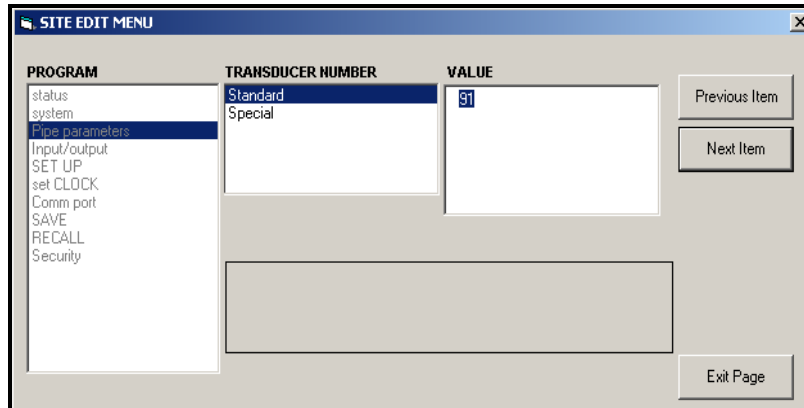 SITE EDIT MENU
PROGRAM
status
system
Pipe parameters
Input/output
SET UP
set CLOCK
Comm port
SAVE
RECALL
Security
TRANSDUCER NUMBER
Standard
Special
VALUE
91
Previous Item
Next Item
Exit Page